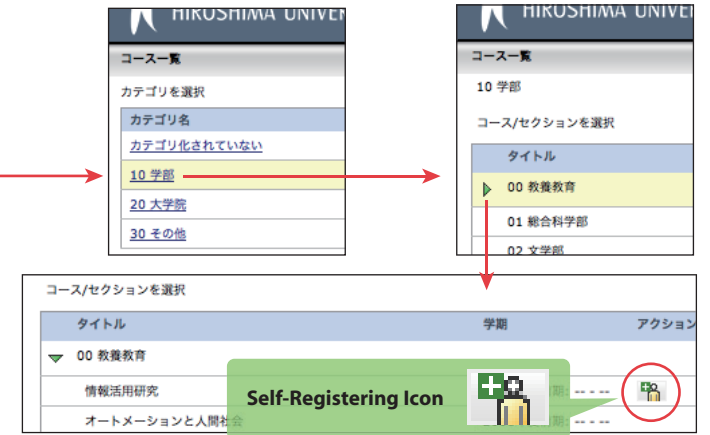 HIROSHIMA UNIVER
コース一覧
カテゴリを選択
カテゴリ名
カテゴリ化されていない
10 学部
20 大学院
30 その他
HIROSHIMA UNIVE
コース一覧
10 学部
コース/セクションを選択
タイトル
00 教養教育
01 総合科学部
02 文学部
コース/セクションを選択
タイトル 学期 アクション
00 教養教育
情報活用研究 期: -- - --
オートメーションと人間社会 期: -- - --
Self-Registering Icon